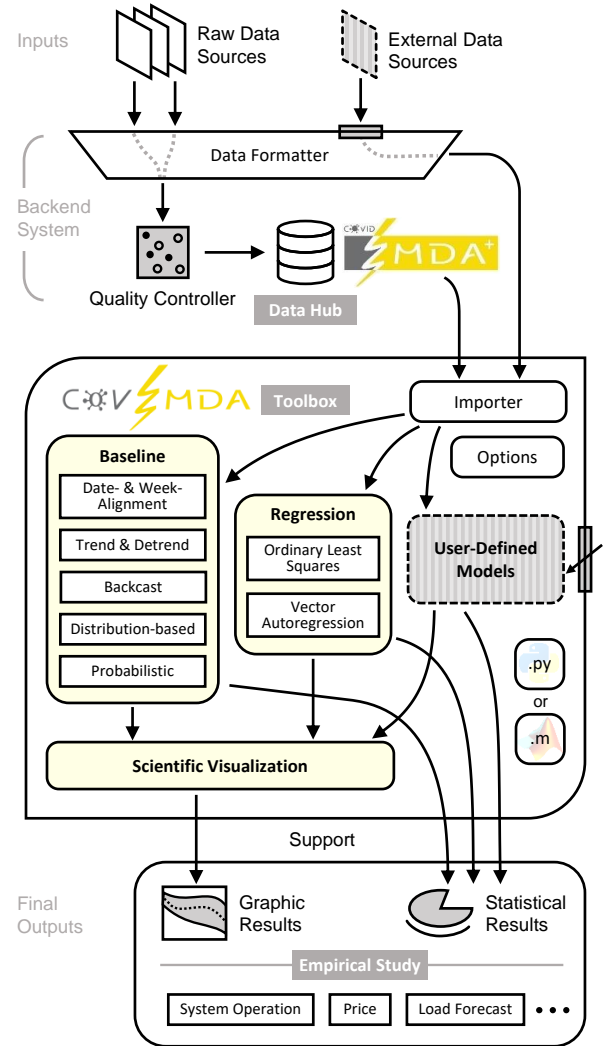 Inputs
Raw Data
Sources
External Data
Sources
Data Formatter
Backend
System
Quality Controller
COVID
EMDA+
Data Hub
COVEMDA
Toolbox
Importer
Options
Baseline
Date- & Week-
Alignment
Trend & Detrend
Backcast
Distribution-based
Probabilistic
Regression
Ordinary Least
Squares
Vector
Autoregression
User-Defined
Models
.py
or
.m
Scientific Visualization
Support
Final
Outputs
Graphic
Results
Statistical
Results
Empirical Study
System Operation
Price
Load Forecast
•••